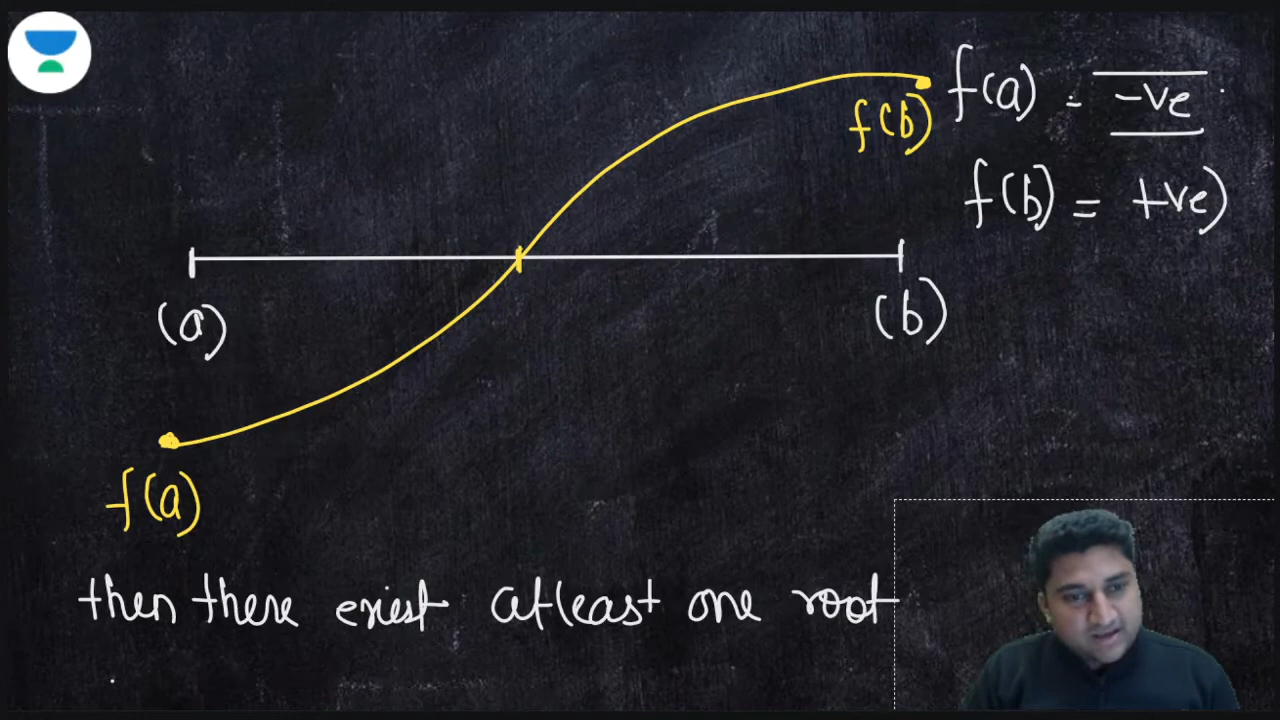 f(a) = -ve
f(b)
f(b) = +ve)
(a)
(b)
f(a)
then there exist atleast one root